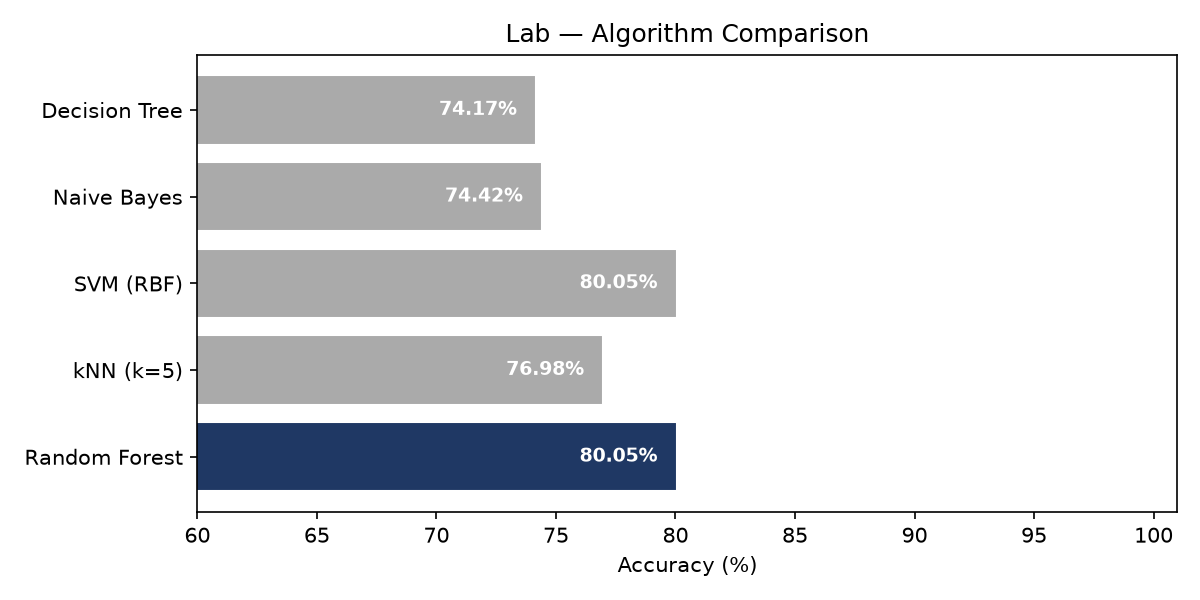 Lab — Algorithm Comparison
Decision Tree 74.17%
Naive Bayes 74.42%
SVM (RBF) 80.05%
kNN (k=5) 76.98%
Random Forest 80.05%
60 65 70 75 80 85 90 95 100
Accuracy (%)